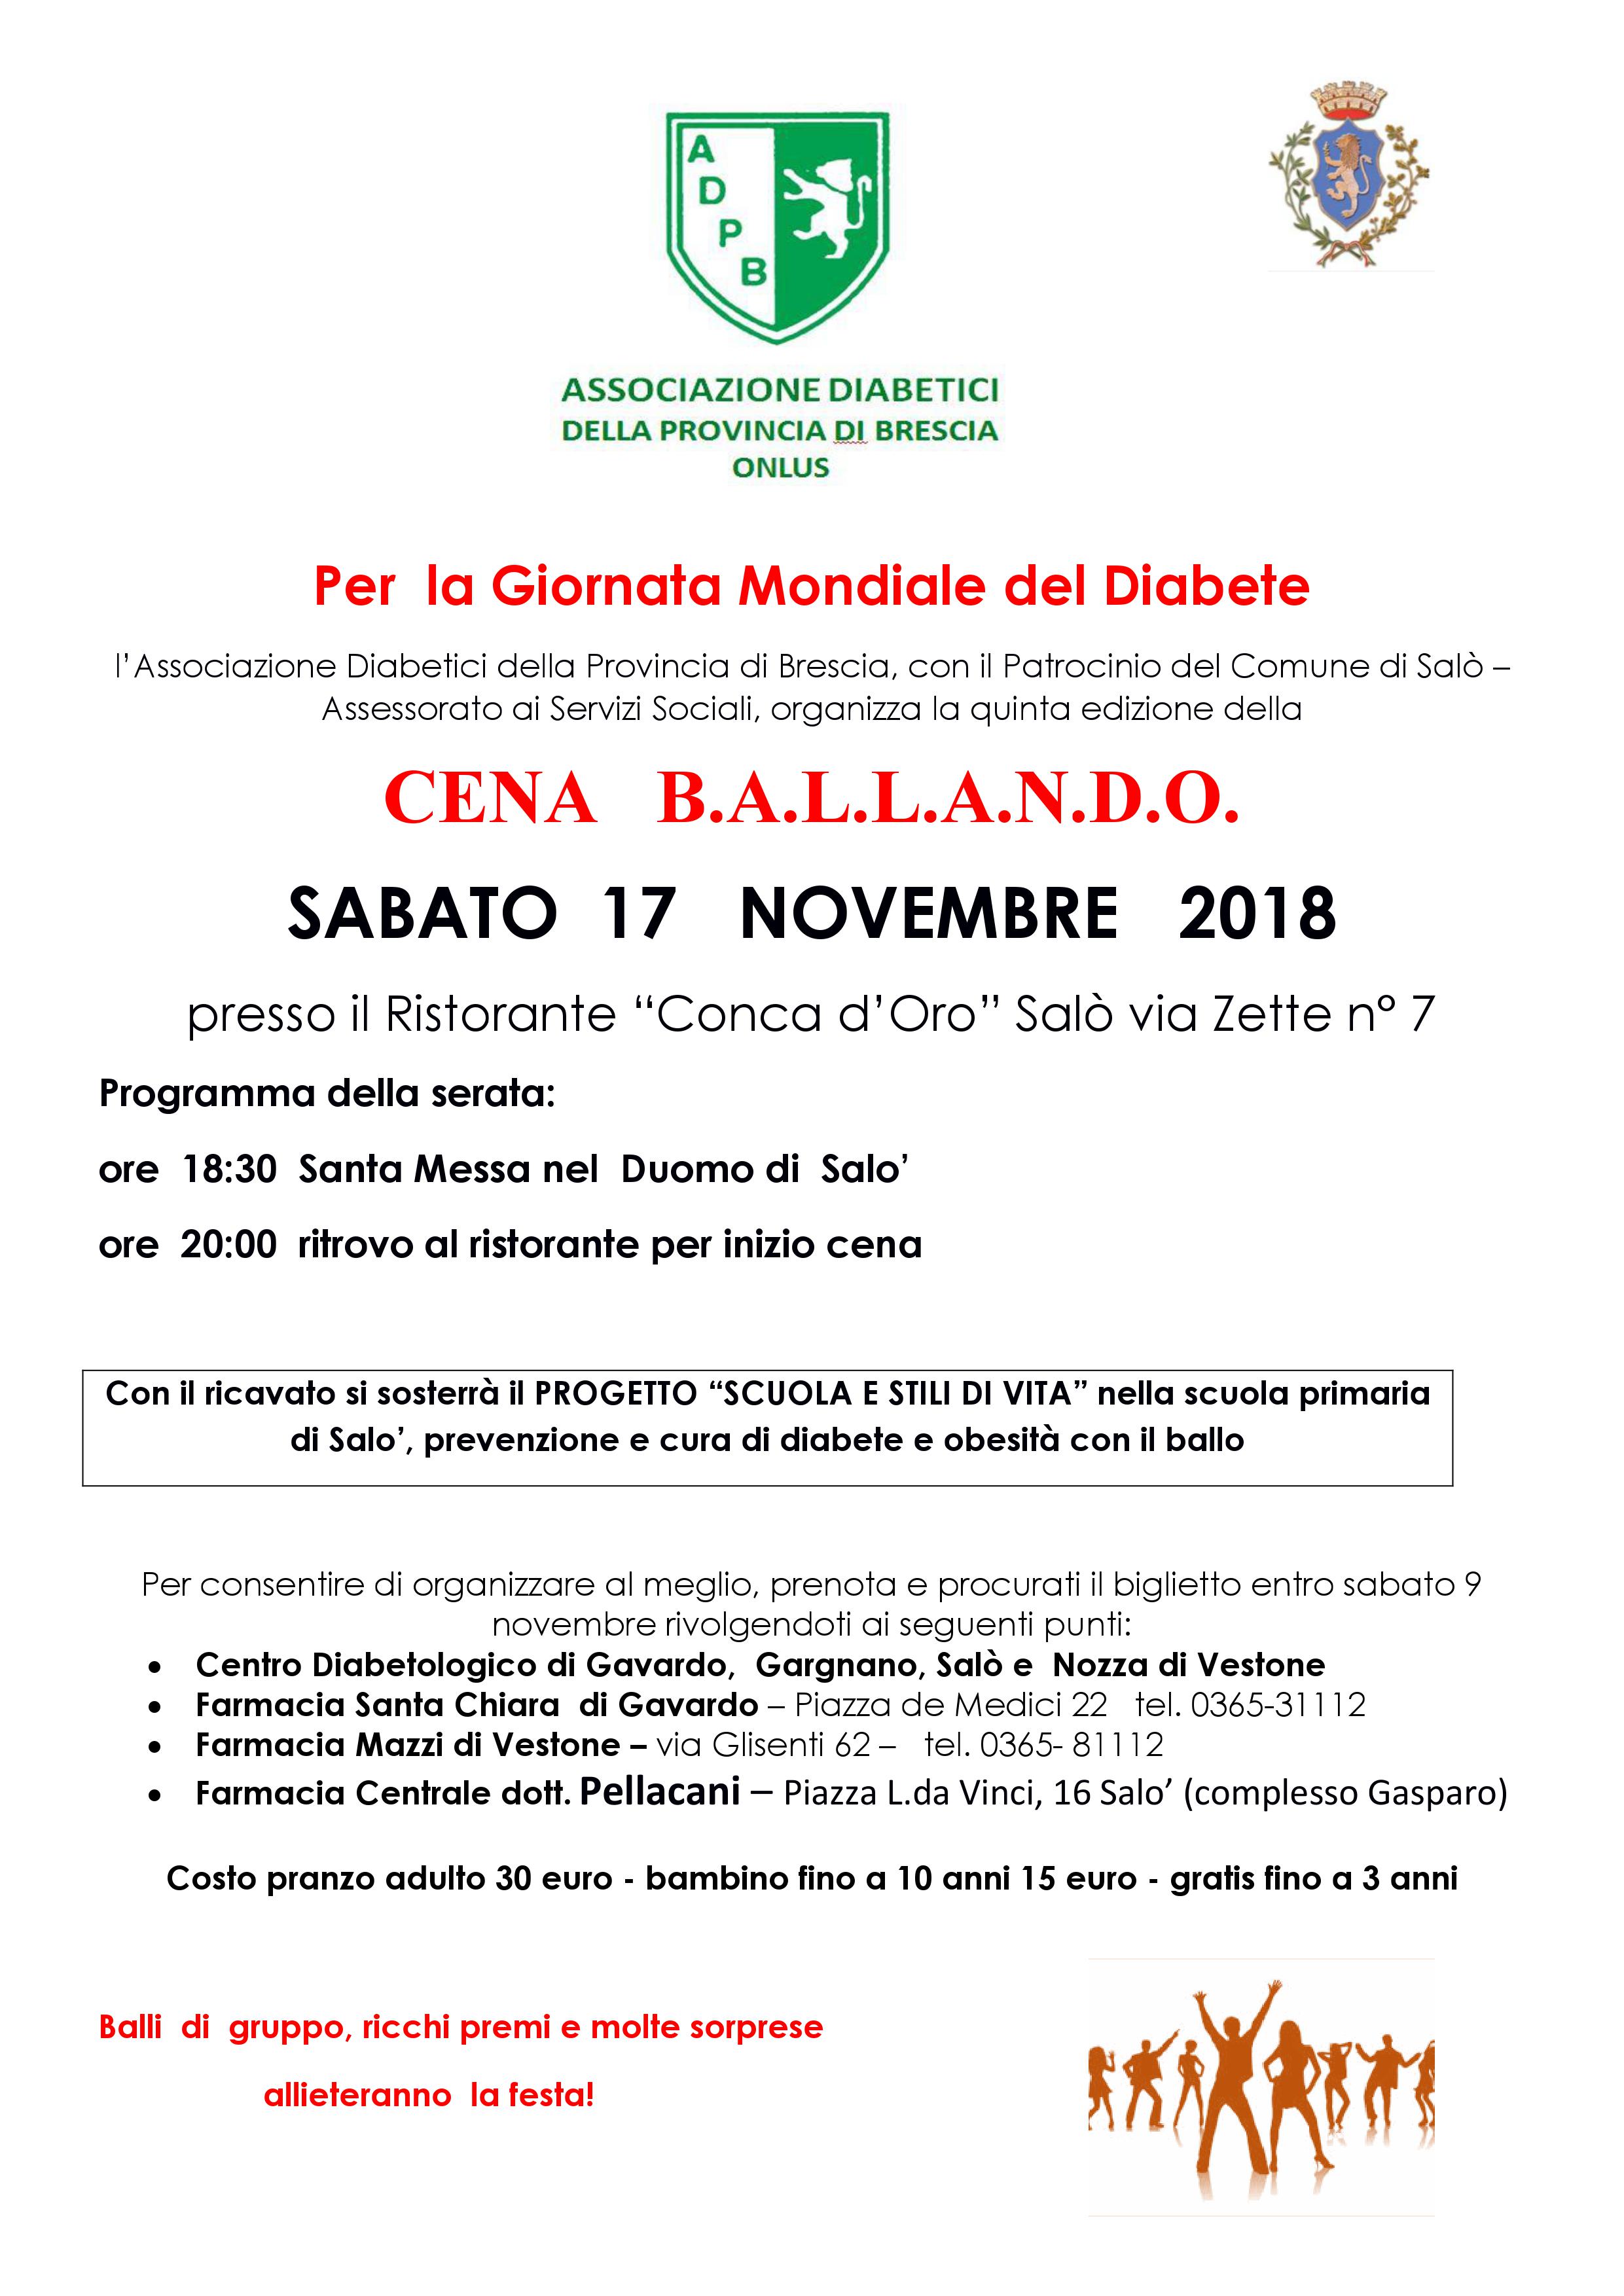 A
D
P
B
ASSOCIAZIONE DIABETICI
DELLA PROVINCIA DI BRESCIA
ONLUS
Per la Giornata Mondiale del Diabete
l’Associazione Diabetici della Provincia di Brescia, con il Patrocinio del Comune di Salò –
Assessorato ai Servizi Sociali, organizza la quinta edizione della
CENA B.A.L.L.A.N.D.O.
SABATO 17 NOVEMBRE 2018
presso il Ristorante “Conca d’Oro” Salò via Zette n° 7
Programma della serata:
ore 18:30 Santa Messa nel Duomo di Salo’
ore 20:00 ritrovo al ristorante per inizio cena
Con il ricavato si sosterrà il PROGETTO “SCUOLA E STILI DI VITA” nella scuola primaria
di Salo’, prevenzione e cura di diabete e obesità con il ballo
Per consentire di organizzare al meglio, prenota e procurati il biglietto entro sabato 9
novembre rivolgendoti ai seguenti punti:
• Centro Diabetologico di Gavardo, Gargnano, Salò e Nozza di Vestone
• Farmacia Santa Chiara di Gavardo – Piazza de Medici 22 tel. 0365-31112
• Farmacia Mazzi di Vestone – via Glisenti 62 – tel. 0365- 81112
• Farmacia Centrale dott. Pellacani – Piazza L.da Vinci, 16 Salo’ (complesso Gasparo)
Costo pranzo adulto 30 euro - bambino fino a 10 anni 15 euro - gratis fino a 3 anni
Balli di gruppo, ricchi premi e molte sorprese
allieteranno la festa!